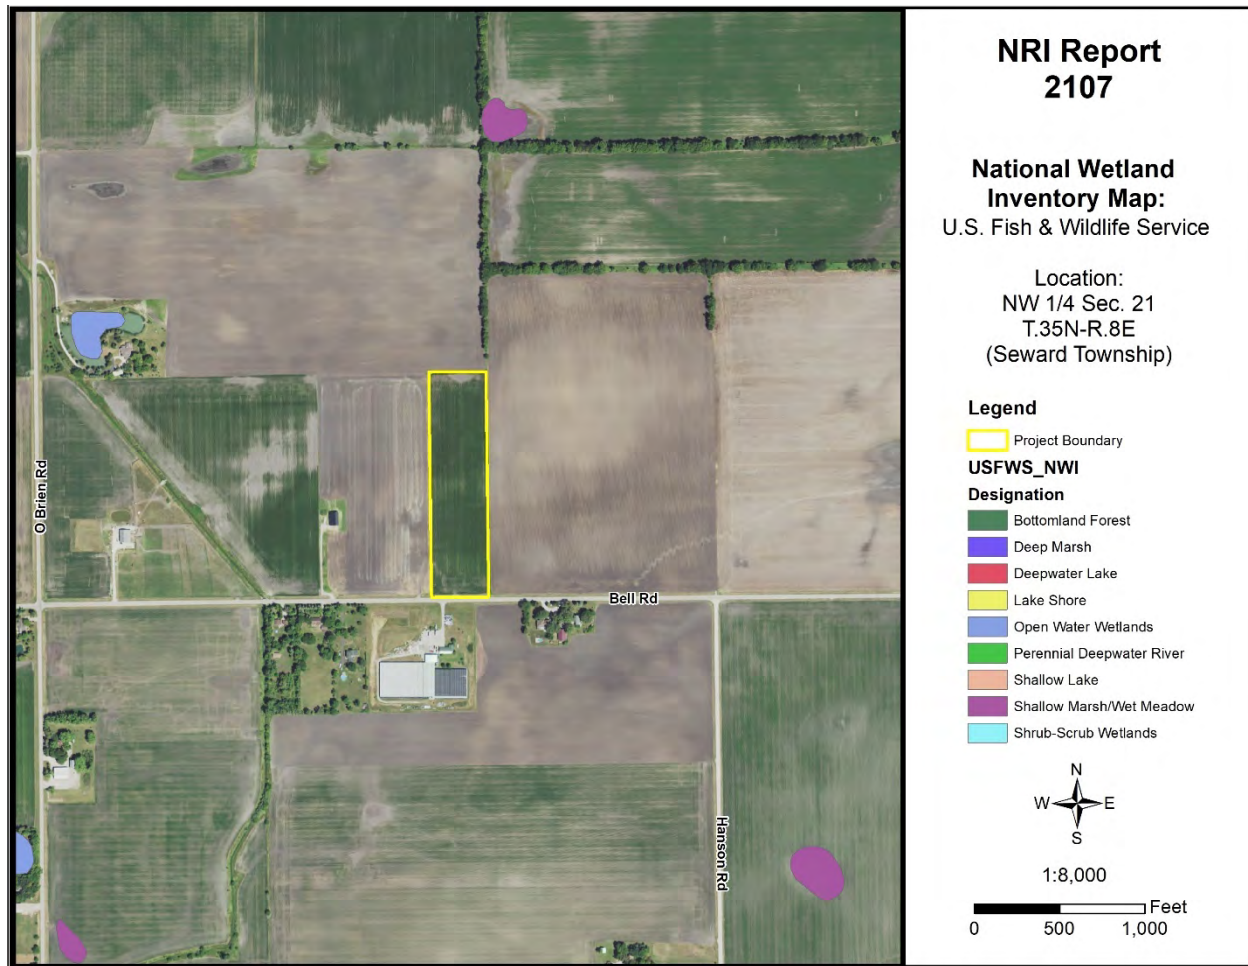 NRI Report
2107
National Wetland
Inventory Map:
U.S. Fish & Wildlife Service
Location:
NW 1/4 Sec. 21
T.35N-R.8E
(Seward Township)
Legend
Project Boundary
USFWS_NWI
Designation
Bottomland Forest
Deep Marsh
Deepwater Lake
Lake Shore
Open Water Wetlands
Perennial Deepwater River
Shallow Lake
Shallow Marsh/Wet Meadow
Shrub-Scrub Wetlands
N
W E
S
1:8,000
Feet
0 500 1,000
O Brien Rd
Bell Rd
Hanson Rd